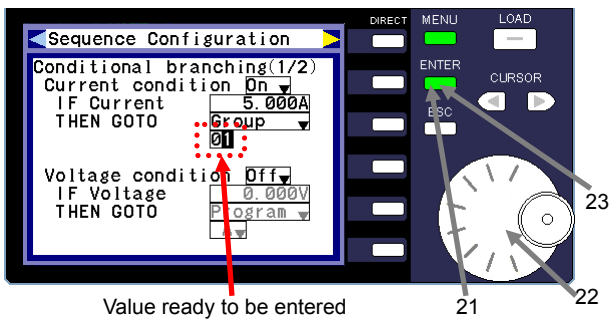 Sequence Configuration
Conditional branching(1/2)
Current condition On
IF Current 5.000A
THEN GOTO Group
01
Voltage condition Off
IF Voltage 0.000V
THEN GOTO Program
DIRECT
MENU
LOAD
ENTER
CURSOR
ESC
23
22
21
Value ready to be entered